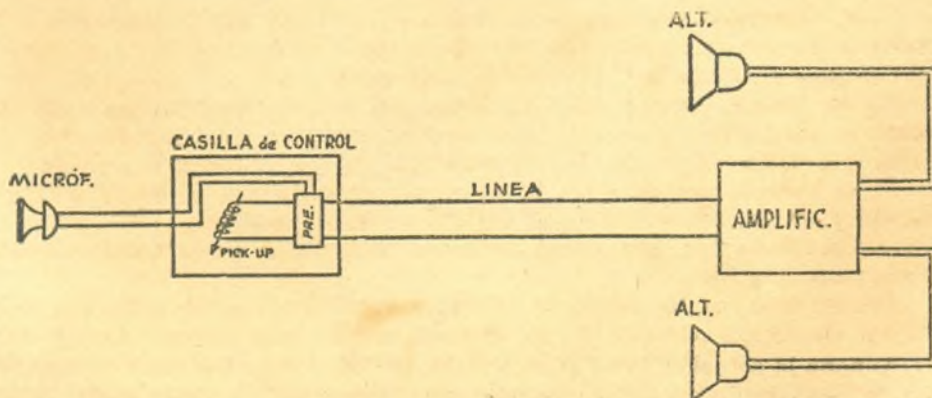 ALT.
CASILLA de CONTROL
MICRÓF.
LINEA
AMPLIFIC.
PRE.
PICK-UP
ALT.